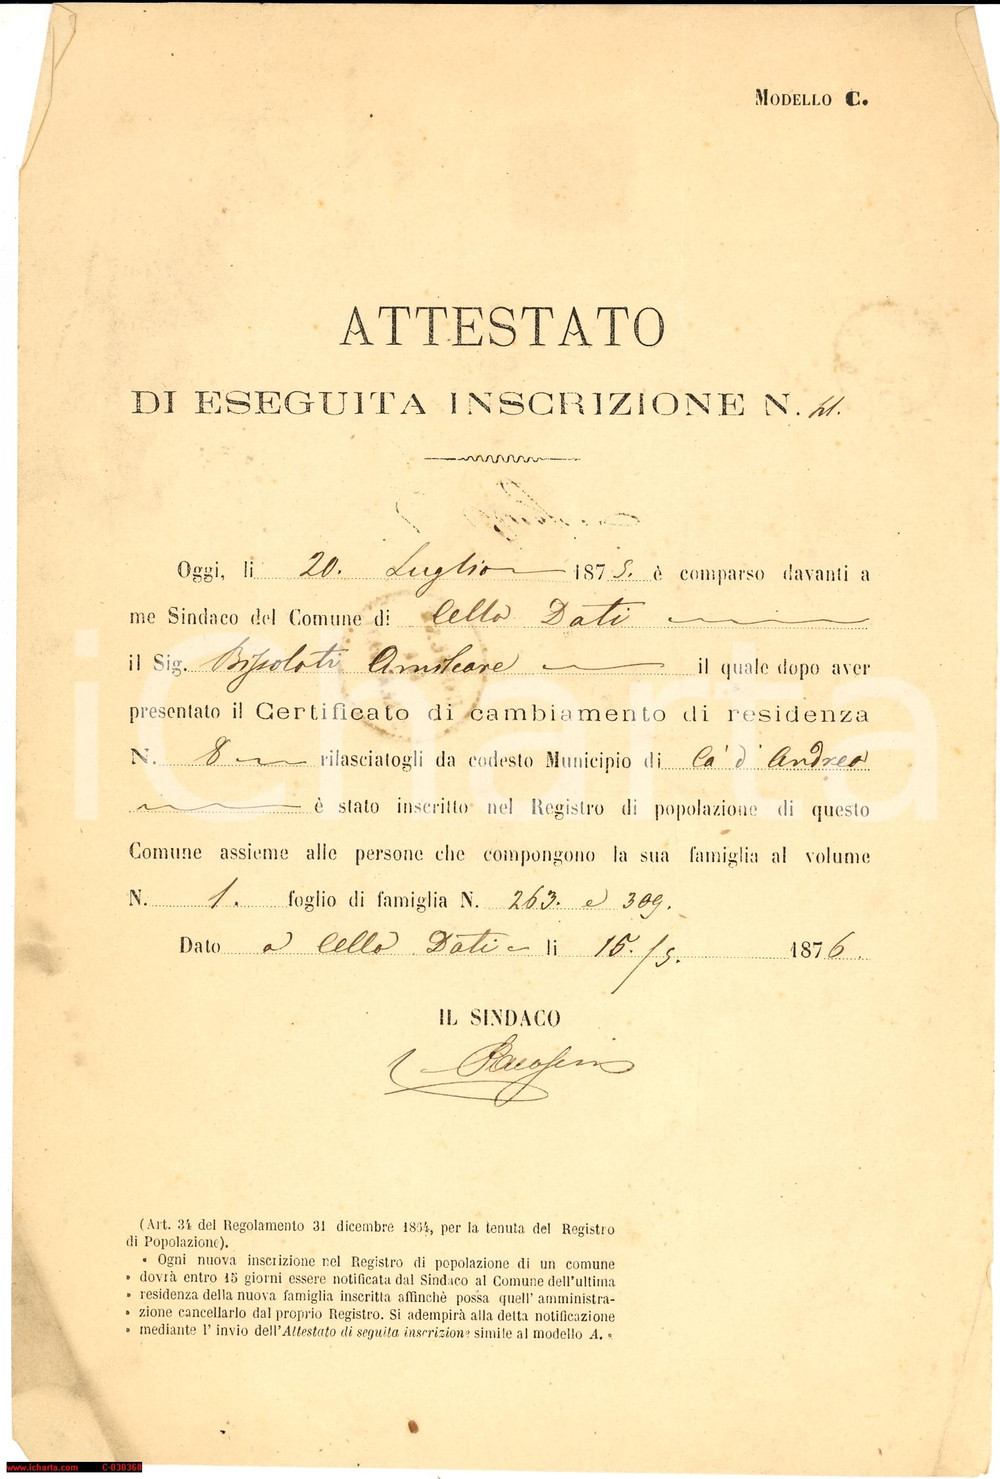 Modello C.
ATTESTATO
DI ESEGUITA INSCRIZIONE N. 21.
Oggi, li 20. Luglio 1875. è comparso davanti a
me Sindaco del Comune di Cella Dati
il Sig. Bissolati Amilcare il quale dopo aver
presentato il Certificato di cambiamento di residenza
N. 8 rilasciatogli da codesto Municipio di Ca' d' Andrea
è stato inscritto nel Registro di popolazione di questo
Comune assieme alle persone che compongono la sua famiglia al volume
N. 1. foglio di famiglia N. 263. e 309.
Dato a Cella Dati li 15./5. 1876.
IL SINDACO
(Art. 34 del Regolamento 31 dicembre 1864, per la tenuta del Registro
di Popolazione).
« Ogni nuova inscrizione nel Registro di popolazione di un comune
» dovrà entro 15 giorni essere notificata dal Sindaco al Comune dell'ultima
» residenza della nuova famiglia inscritta affinchè possa quell' amministra-
» zione cancellarlo dal proprio Registro. Si adempirà alla detta notificazione
» mediante l' invio dell'Attestato di seguita inscrizione simile al modello A. »
iCharta
www.icharta.com C-030360